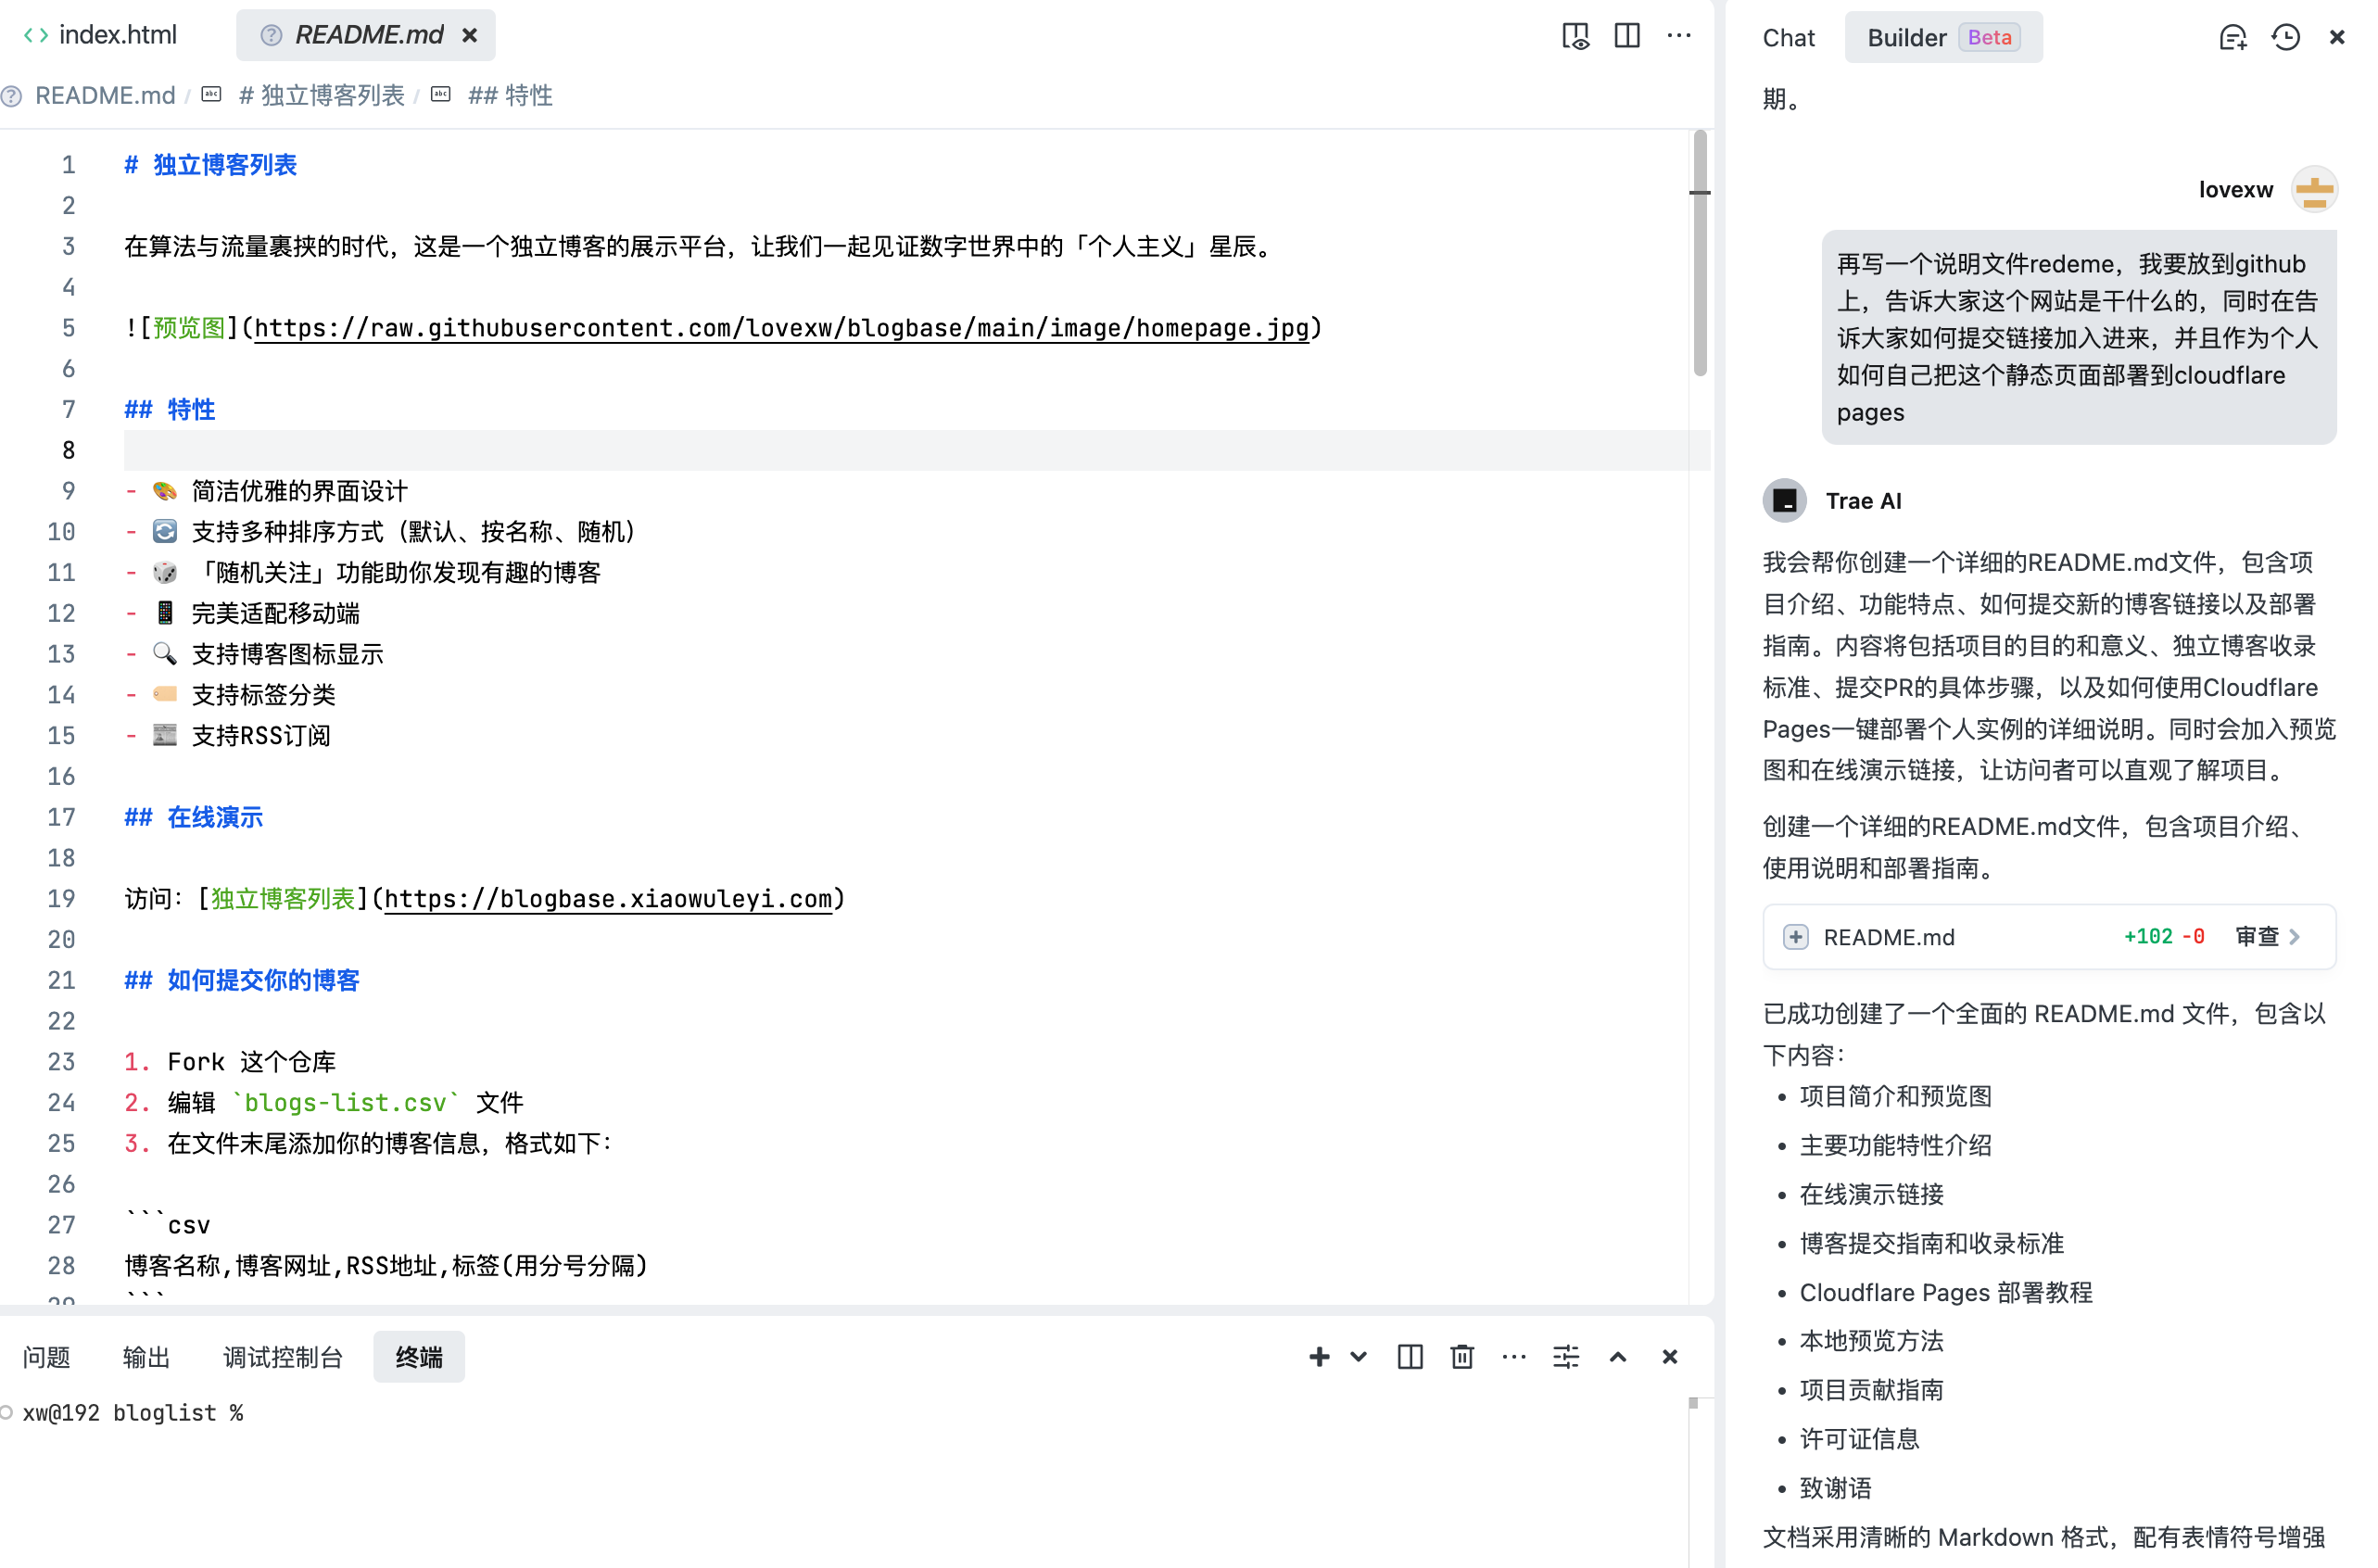 index.html
README.md
README.md / # 独立博客列表 / ## 特性
1 # 独立博客列表
2
3 在算法与流量裹挟的时代，这是一个独立博客的展示平台，让我们一起见证数字世界中的「个人主义」星辰。
4
5 ![预览图](https://raw.githubusercontent.com/lovexw/blogbase/main/image/homepage.jpg)
6
7 ## 特性
8
9 - 🎨 简洁优雅的界面设计
10 - 🔄 支持多种排序方式（默认、按名称、随机）
11 - 🎲 「随机关注」功能助你发现有趣的博客
12 - 📱 完美适配移动端
13 - 🔍 支持博客图标显示
14 - 🏷️ 支持标签分类
15 - 📰 支持RSS订阅
16
17 ## 在线演示
18
19 访问：[独立博客列表](https://blogbase.xiaowuleyi.com)
20
21 ## 如何提交你的博客
22
23 1. Fork 这个仓库
24 2. 编辑 `blogs-list.csv` 文件
25 3. 在文件末尾添加你的博客信息，格式如下：
26
27 ```csv
28 博客名称,博客网址,RSS地址,标签(用分号分隔)
29 ```
问题 输出 调试控制台 终端
xw@192 bloglist %
Chat Builder Beta
期。
lovexw
再写一个说明文件redeme，我要放到github
上，告诉大家这个网站是干什么的，同时在告
诉大家如何提交链接加入进来，并且作为个人
如何自己把这个静态页面部署到cloudflare
pages
Trae AI
我会帮你创建一个详细的README.md文件，包含项
目介绍、功能特点、如何提交新的博客链接以及部署
指南。内容将包括项目的目的和意义、独立博客收录
标准、提交PR的具体步骤，以及如何使用Cloudflare
Pages一键部署个人实例的详细说明。同时会加入预览
图和在线演示链接，让访问者可以直观了解项目。
创建一个详细的README.md文件，包含项目介绍、
使用说明和部署指南。
README.md +102 -0 审查
已成功创建了一个全面的 README.md 文件，包含以
下内容：
• 项目简介和预览图
• 主要功能特性介绍
• 在线演示链接
• 博客提交指南和收录标准
• Cloudflare Pages 部署教程
• 本地预览方法
• 项目贡献指南
• 许可证信息
• 致谢语
文档采用清晰的 Markdown 格式，配有表情符号增强